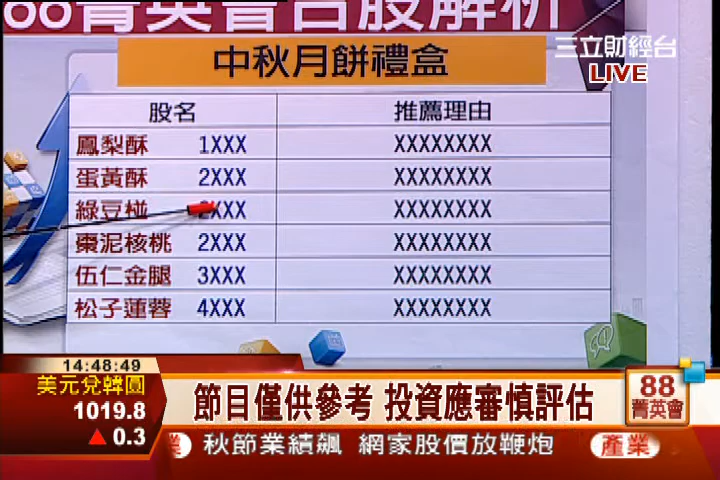 88菁英會台股解析
三立財經台
LIVE
中秋月餅禮盒
股名 推薦理由
鳳梨酥 1XXX XXXXXXXX
蛋黃酥 2XXX XXXXXXXX
綠豆椪 XXX XXXXXXXX
棗泥核桃 2XXX XXXXXXXX
伍仁金腿 3XXX XXXXXXXX
松子蓮蓉 4XXX XXXXXXXX
14:48:49
美元兌韓圜
1019.8
▲0.3
節目僅供參考 投資應審慎評估
88
菁英會
秋節業績飆 網家股價放鞭炮
產業